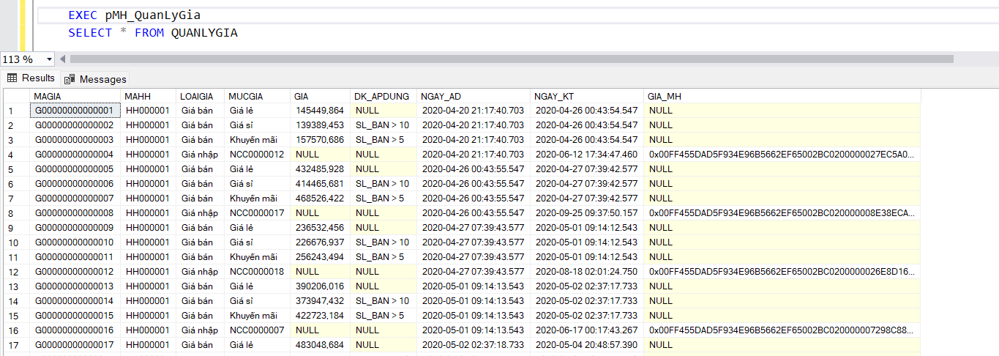 EXEC pMH_QuanLyGia
SELECT * FROM QUANLYGIA
113 %
Results Messages
MAGIA MAHH LOAIGIA MUCGIA GIA DK_APDUNG NGAY_AD NGAY_KT GIA_MH
1 G00000000000001 HH000001 Giá bán Giá lẻ 145449,864 NULL 2020-04-20 21:17:40.703 2020-04-26 00:43:54.547 NULL
2 G00000000000002 HH000001 Giá bán Giá sỉ 139389,453 SL_BAN > 10 2020-04-20 21:17:40.703 2020-04-26 00:43:54.547 NULL
3 G00000000000003 HH000001 Giá bán Khuyến mãi 157570,686 SL_BAN > 5 2020-04-20 21:17:40.703 2020-04-26 00:43:54.547 NULL
4 G00000000000004 HH000001 Giá nhập NCC0000012 NULL NULL 2020-04-20 21:17:40.703 2020-06-12 17:34:47.460 0x00FF455DAD5F934E96B5662EF65002BC0200000027EC5A0...
5 G00000000000005 HH000001 Giá bán Giá lẻ 432485,928 NULL 2020-04-26 00:43:55.547 2020-04-27 07:39:42.577 NULL
6 G00000000000006 HH000001 Giá bán Giá sỉ 414465,681 SL_BAN > 10 2020-04-26 00:43:55.547 2020-04-27 07:39:42.577 NULL
7 G00000000000007 HH000001 Giá bán Khuyến mãi 468526,422 SL_BAN > 5 2020-04-26 00:43:55.547 2020-04-27 07:39:42.577 NULL
8 G00000000000008 HH000001 Giá nhập NCC0000017 NULL NULL 2020-04-26 00:43:55.547 2020-09-25 09:37:50.157 0x00FF455DAD5F934E96B5662EF65002BC020000008E38ECA...
9 G00000000000009 HH000001 Giá bán Giá lẻ 236532,456 NULL 2020-04-27 07:39:43.577 2020-05-01 09:14:12.543 NULL
10 G00000000000010 HH000001 Giá bán Giá sỉ 226676,937 SL_BAN > 10 2020-04-27 07:39:43.577 2020-05-01 09:14:12.543 NULL
11 G00000000000011 HH000001 Giá bán Khuyến mãi 256243,494 SL_BAN > 5 2020-04-27 07:39:43.577 2020-05-01 09:14:12.543 NULL
12 G00000000000012 HH000001 Giá nhập NCC0000018 NULL NULL 2020-04-27 07:39:43.577 2020-08-18 02:01:24.750 0x00FF455DAD5F934E96B5662EF65002BC0200000026E8D16...
13 G00000000000013 HH000001 Giá bán Giá lẻ 390206,016 NULL 2020-05-01 09:14:13.543 2020-05-02 02:37:17.733 NULL
14 G00000000000014 HH000001 Giá bán Giá sỉ 373947,432 SL_BAN > 10 2020-05-01 09:14:13.543 2020-05-02 02:37:17.733 NULL
15 G00000000000015 HH000001 Giá bán Khuyến mãi 422723,184 SL_BAN > 5 2020-05-01 09:14:13.543 2020-05-02 02:37:17.733 NULL
16 G00000000000016 HH000001 Giá nhập NCC0000007 NULL NULL 2020-05-01 09:14:13.543 2020-06-17 00:17:43.267 0x00FF455DAD5F934E96B5662EF65002BC020000007298C88...
17 G00000000000017 HH000001 Giá bán Giá lẻ 483048,684 NULL 2020-05-02 02:37:18.733 2020-05-04 20:48:57.390 NULL